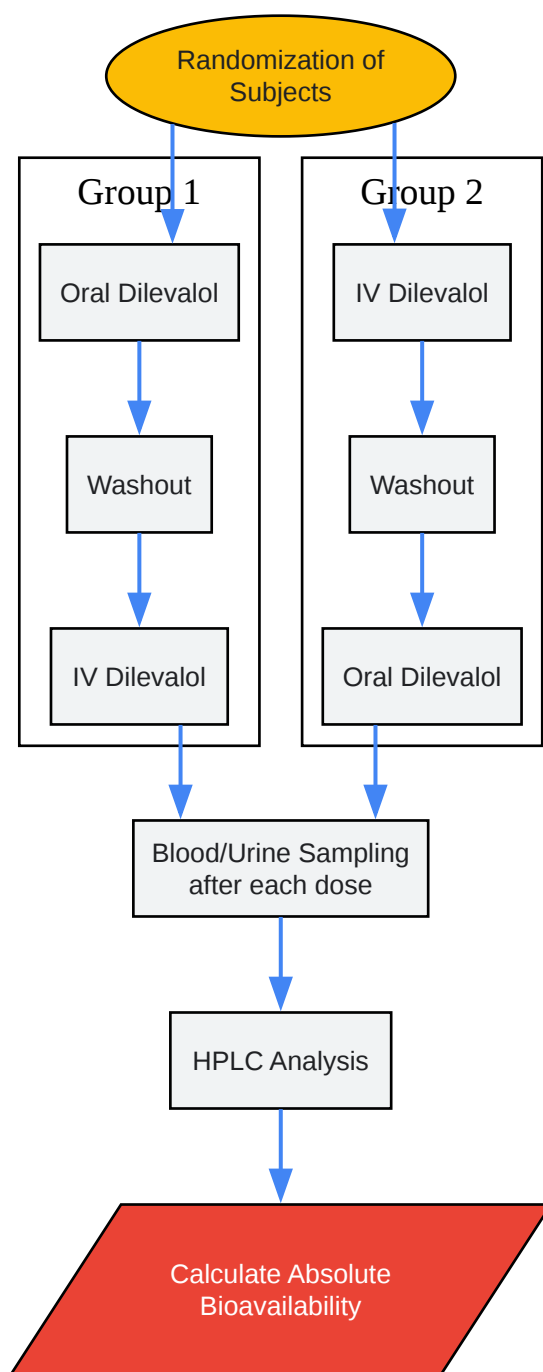 Randomization of
Subjects
Group 1
Oral Dilevalol
Washout
IV Dilevalol
Group 2
IV Dilevalol
Washout
Oral Dilevalol
Blood/Urine Sampling
after each dose
HPLC Analysis
Calculate Absolute
Bioavailability